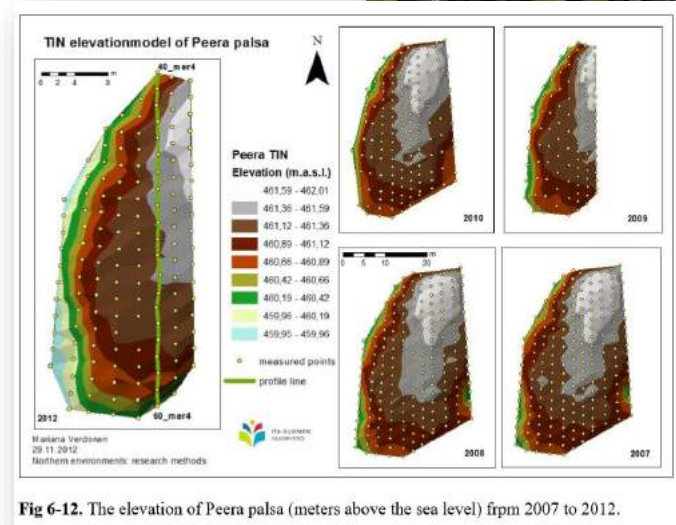 TIN elevationmodel of Peera palsa
40_mar4
0 2 4 8 m
N
Peera TIN
Elevation (m.a.s.l.)
461,59 - 462,01
461,36 - 461,59
461,12 - 461,36
460,89 - 461,12
460,66 - 460,89
460,42 - 460,66
460,19 - 460,42
459,96 - 460,19
459,95 - 459,96
measured points
profile line
2012
60_mar4
Mariana Verdonen
29.11.2012
Northern environments: research methods
ITÄ-SUOMEN
YLIOPISTO
2010
2009
0 5 10 20 m
2008
2007
Fig 6-12. The elevation of Peera palsa (meters above the sea level) frpm 2007 to 2012.